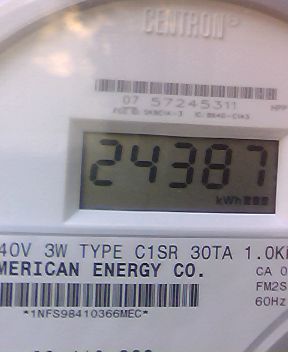 CENTRON®
07 57245311
24387
kWh
40V 3W TYPE C1SR 30TA 1.0K
MERICAN ENERGY CO.
CA 0
FM2S
60Hz
*1NFS98410366MEC*